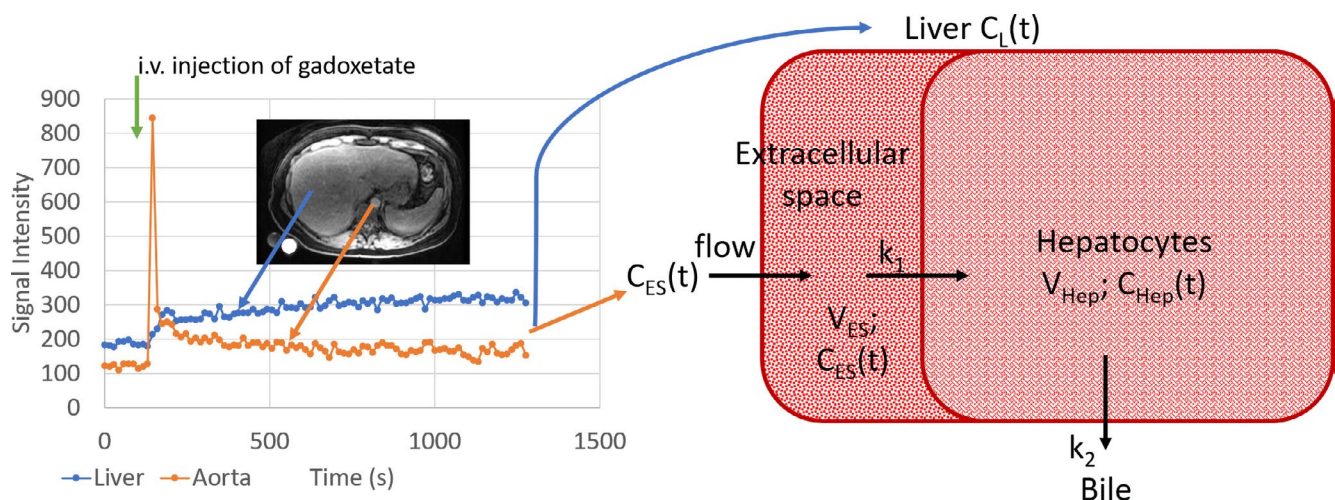 i.v. injection of gadoxetate
900
800
700
600
500
400
300
200
100
0
Signal Intensity
0 500 1000 1500
Liver Aorta Time (s)
Liver C_L(t)
Extracellular
space
flow
C_ES(t)
k_1
V_ES;
C_ES(t)
Hepatocytes
V_Hep; C_Hep(t)
k_2
Bile